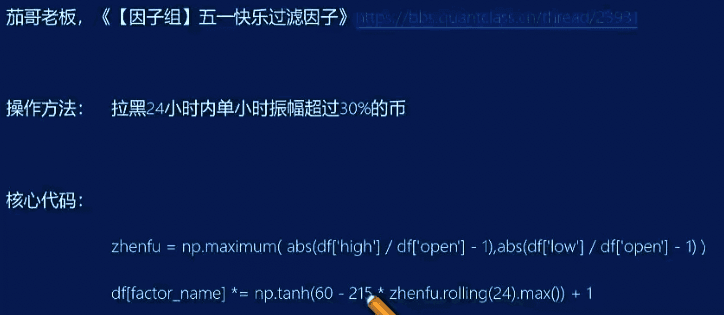 茄哥老板，《【因子组】五一快乐过滤因子》https://bbs.quantclass.cn/thread/23931
操作方法： 拉黑24小时内单小时振幅超过30%的币
核心代码：
zhenfu = np.maximum( abs(df['high'] / df['open'] - 1),abs(df['low'] / df['open'] - 1) )
df[factor_name] *= np.tanh(60 - 215 * zhenfu.rolling(24).max()) + 1